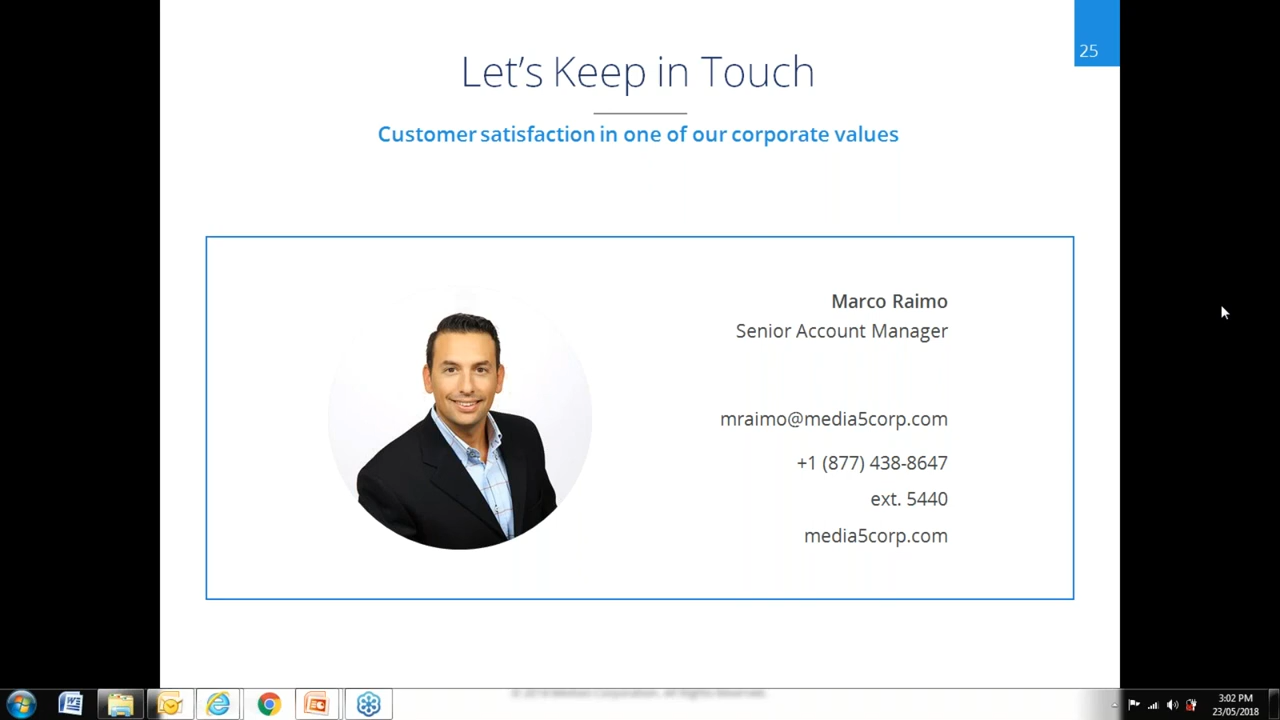 25
Let's Keep in Touch
Customer satisfaction in one of our corporate values
Marco Raimo
Senior Account Manager
mraimo@media5corp.com
+1 (877) 438-8647
ext. 5440
media5corp.com
3:02 PM
23/05/2018